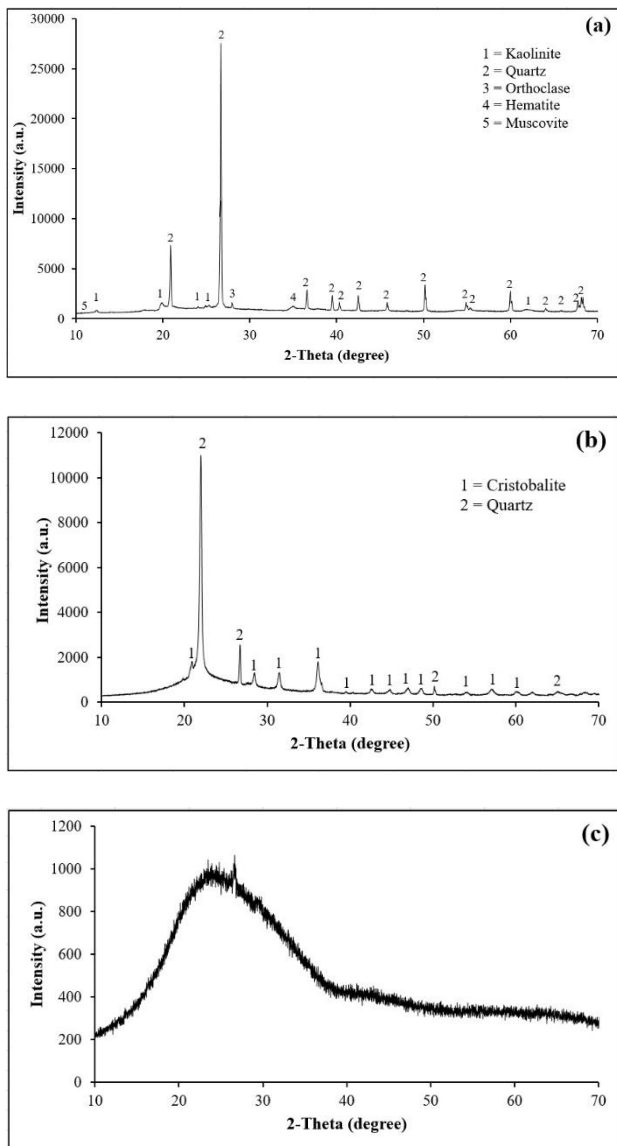 (a)
30000
25000
20000
15000
10000
5000
0
Intensity (a.u.)
1 = Kaolinite
2 = Quartz
3 = Orthoclase
4 = Hematite
5 = Muscovite
2
2
5 1 1 1 1 3 4 2 2 2 2 2 2 2 2 2 1 2 2 2 2
10 20 30 40 50 60 70
2-Theta (degree)
(b)
12000
10000
8000
6000
4000
2000
0
Intensity (a.u.)
1 = Cristobalite
2 = Quartz
2
1 2 1 1 1 1 1 1 1 1 2 1 1 1 2
10 20 30 40 50 60 70
2-Theta (degree)
(c)
1200
1000
800
600
400
200
0
Intensity (a.u.)
10 20 30 40 50 60 70
2-Theta (degree)